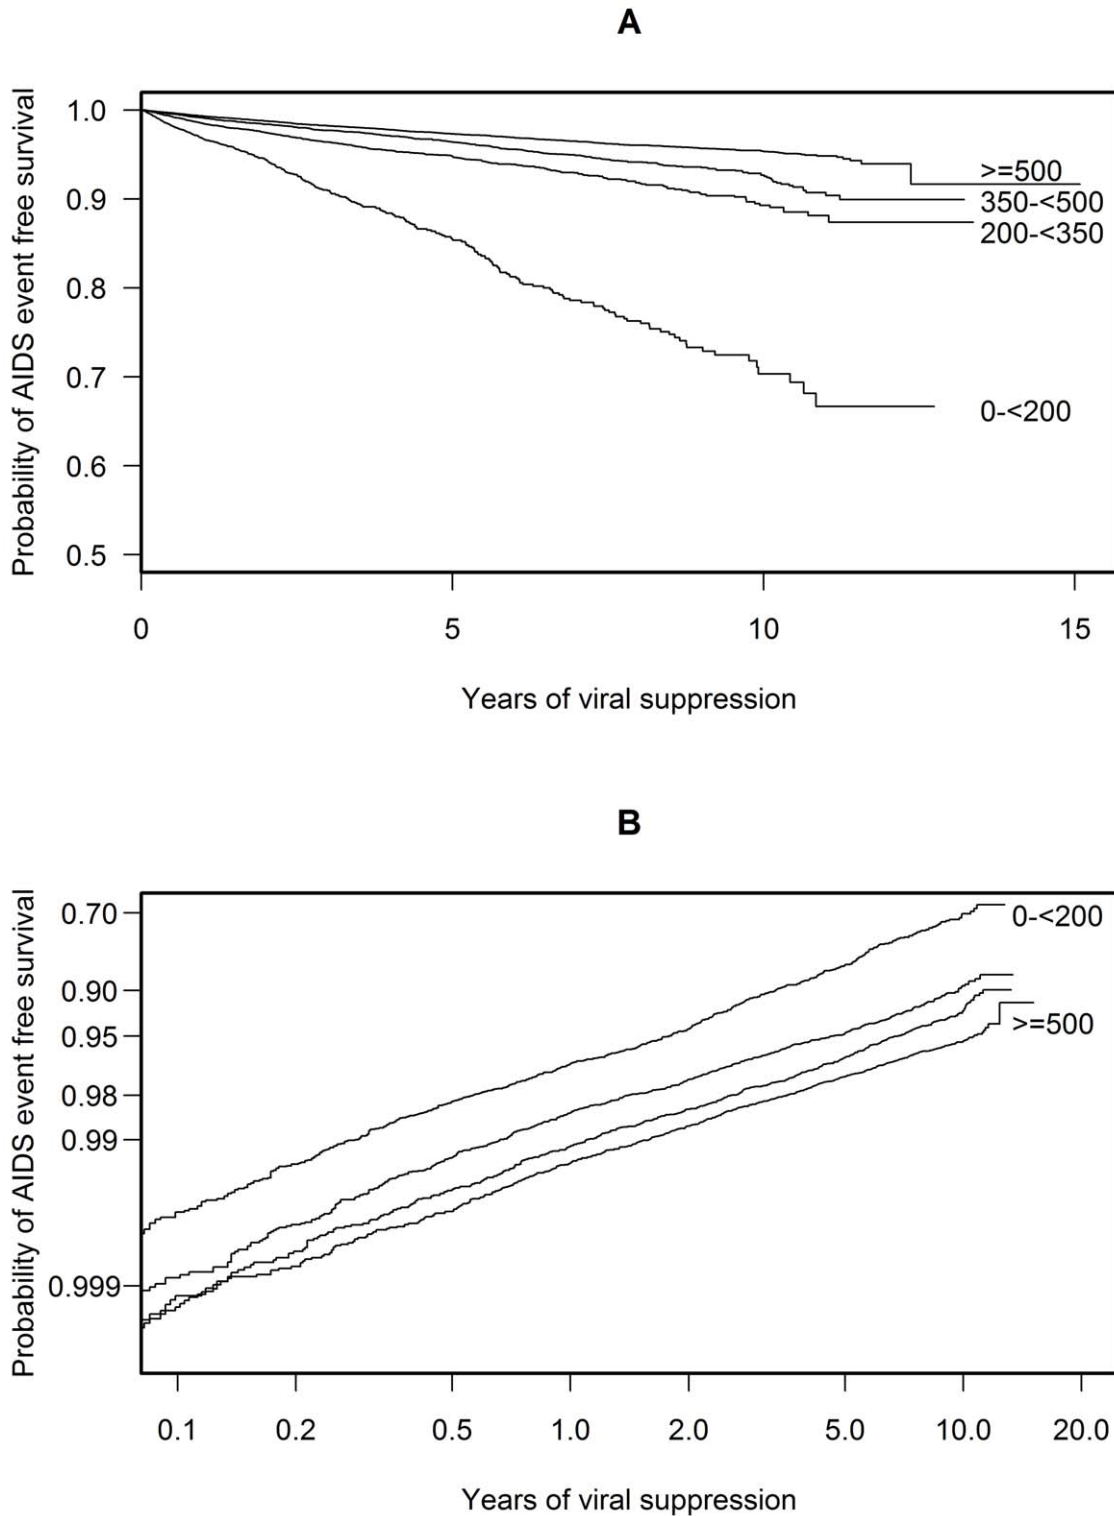 A
Probability of AIDS event free survival
1.0
0.9
0.8
0.7
0.6
0.5
>=500
350-<500
200-<350
0-<200
0 5 10 15
Years of viral suppression
B
Probability of AIDS event free survival
0.70
0.90
0.95
0.98
0.99
0.999
0-<200
>=500
0.1 0.2 0.5 1.0 2.0 5.0 10.0 20.0
Years of viral suppression